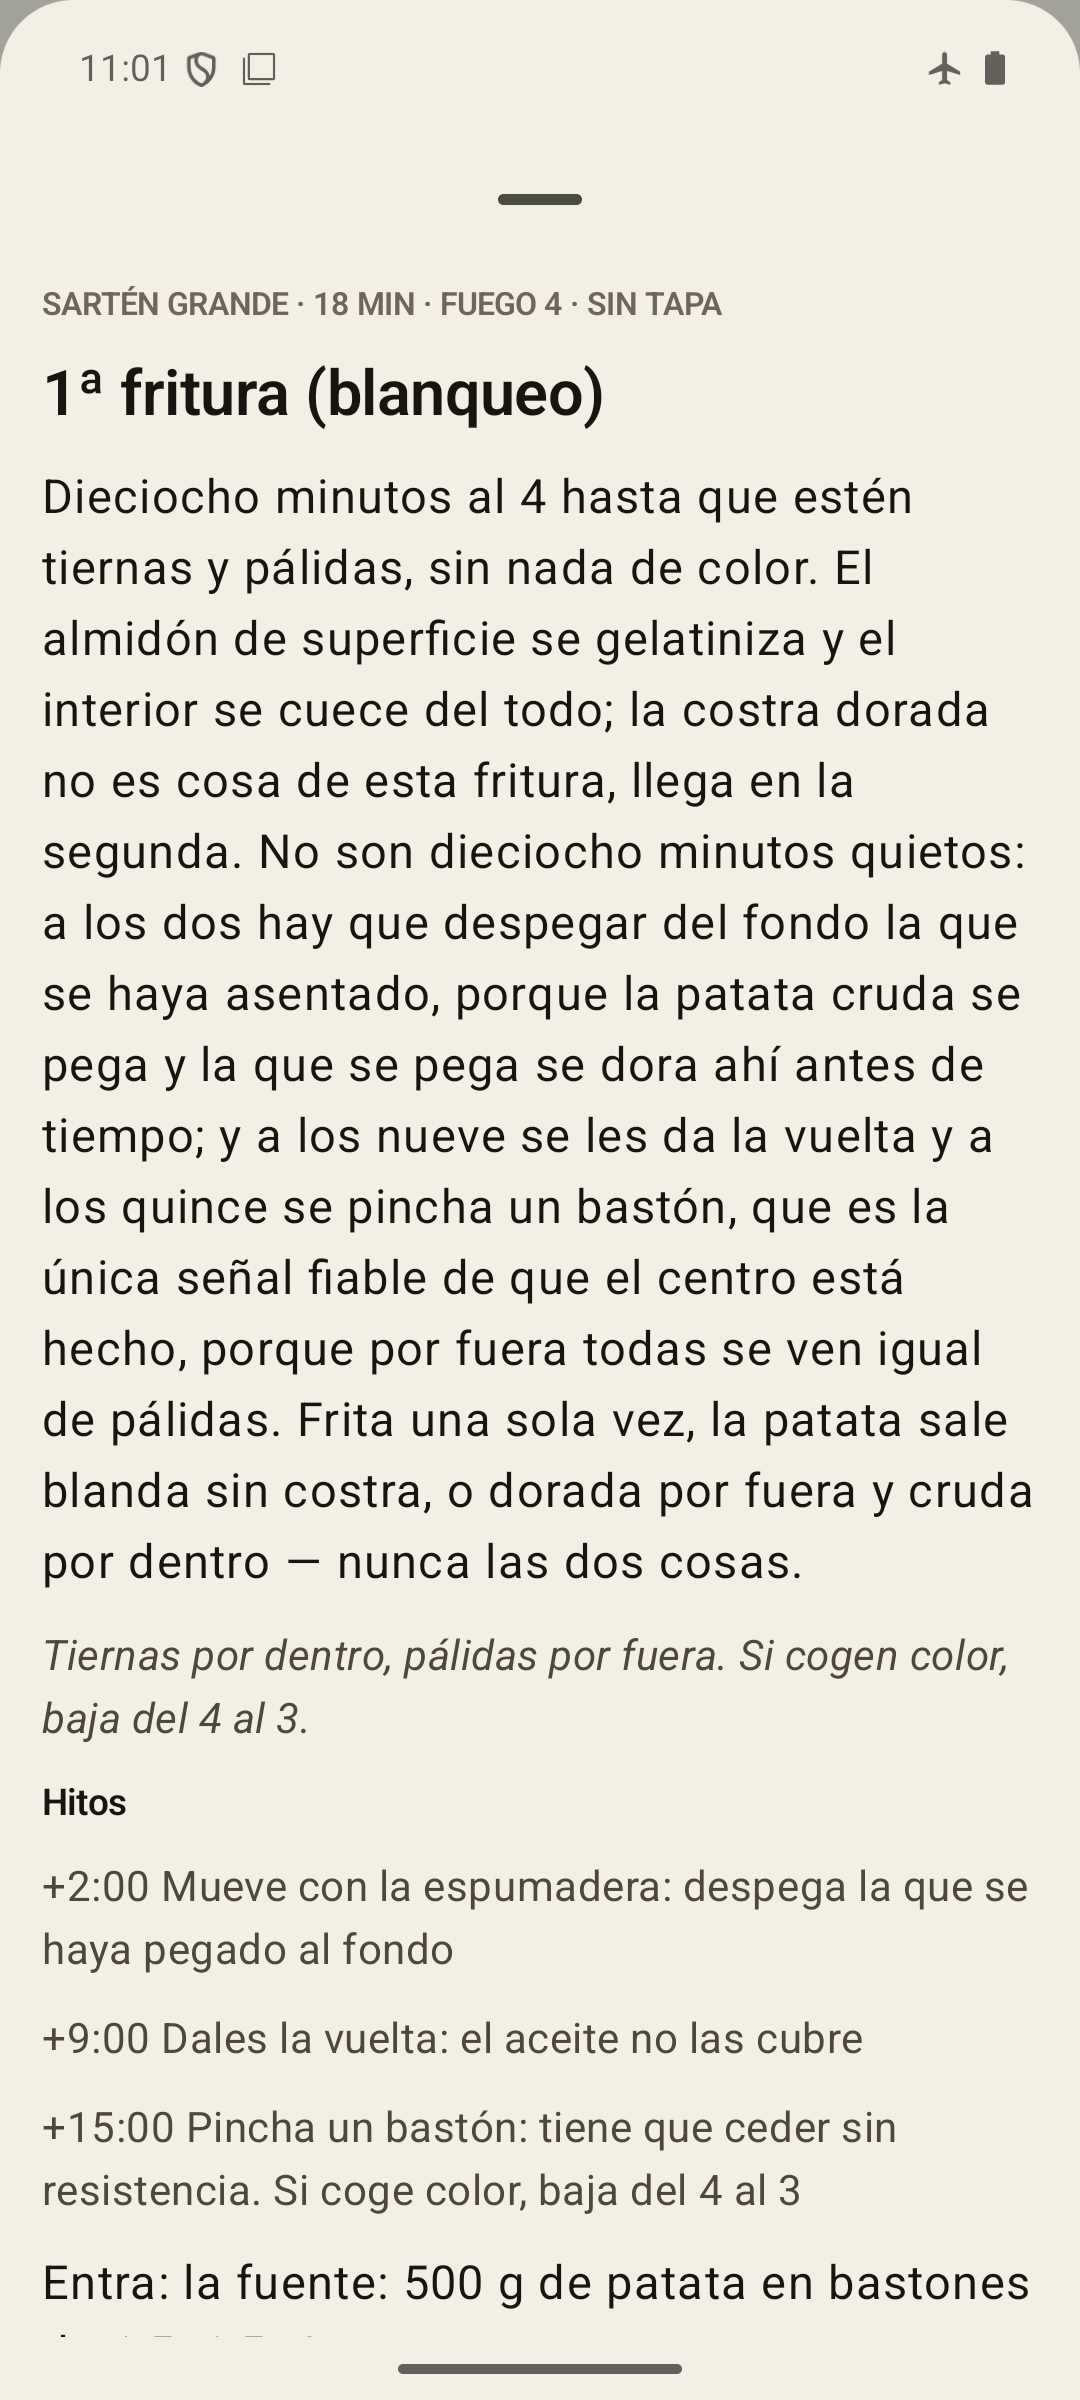 11:01
SARTÉN GRANDE · 18 MIN · FUEGO 4 · SIN TAPA
1ª fritura (blanqueo)
Dieciocho minutos al 4 hasta que estén
tiernas y pálidas, sin nada de color. El
almidón de superficie se gelatiniza y el
interior se cuece del todo; la costra dorada
no es cosa de esta fritura, llega en la
segunda. No son dieciocho minutos quietos:
a los dos hay que despegar del fondo la que
se haya asentado, porque la patata cruda se
pega y la que se pega se dora ahí antes de
tiempo; y a los nueve se les da la vuelta y a
los quince se pincha un bastón, que es la
única señal fiable de que el centro está
hecho, porque por fuera todas se ven igual
de pálidas. Frita una sola vez, la patata sale
blanda sin costra, o dorada por fuera y cruda
por dentro — nunca las dos cosas.
Tiernas por dentro, pálidas por fuera. Si cogen color,
baja del 4 al 3.
Hitos
+2:00 Mueve con la espumadera: despega la que se
haya pegado al fondo
+9:00 Dales la vuelta: el aceite no las cubre
+15:00 Pincha un bastón: tiene que ceder sin
resistencia. Si coge color, baja del 4 al 3
Entra: la fuente: 500 g de patata en bastones